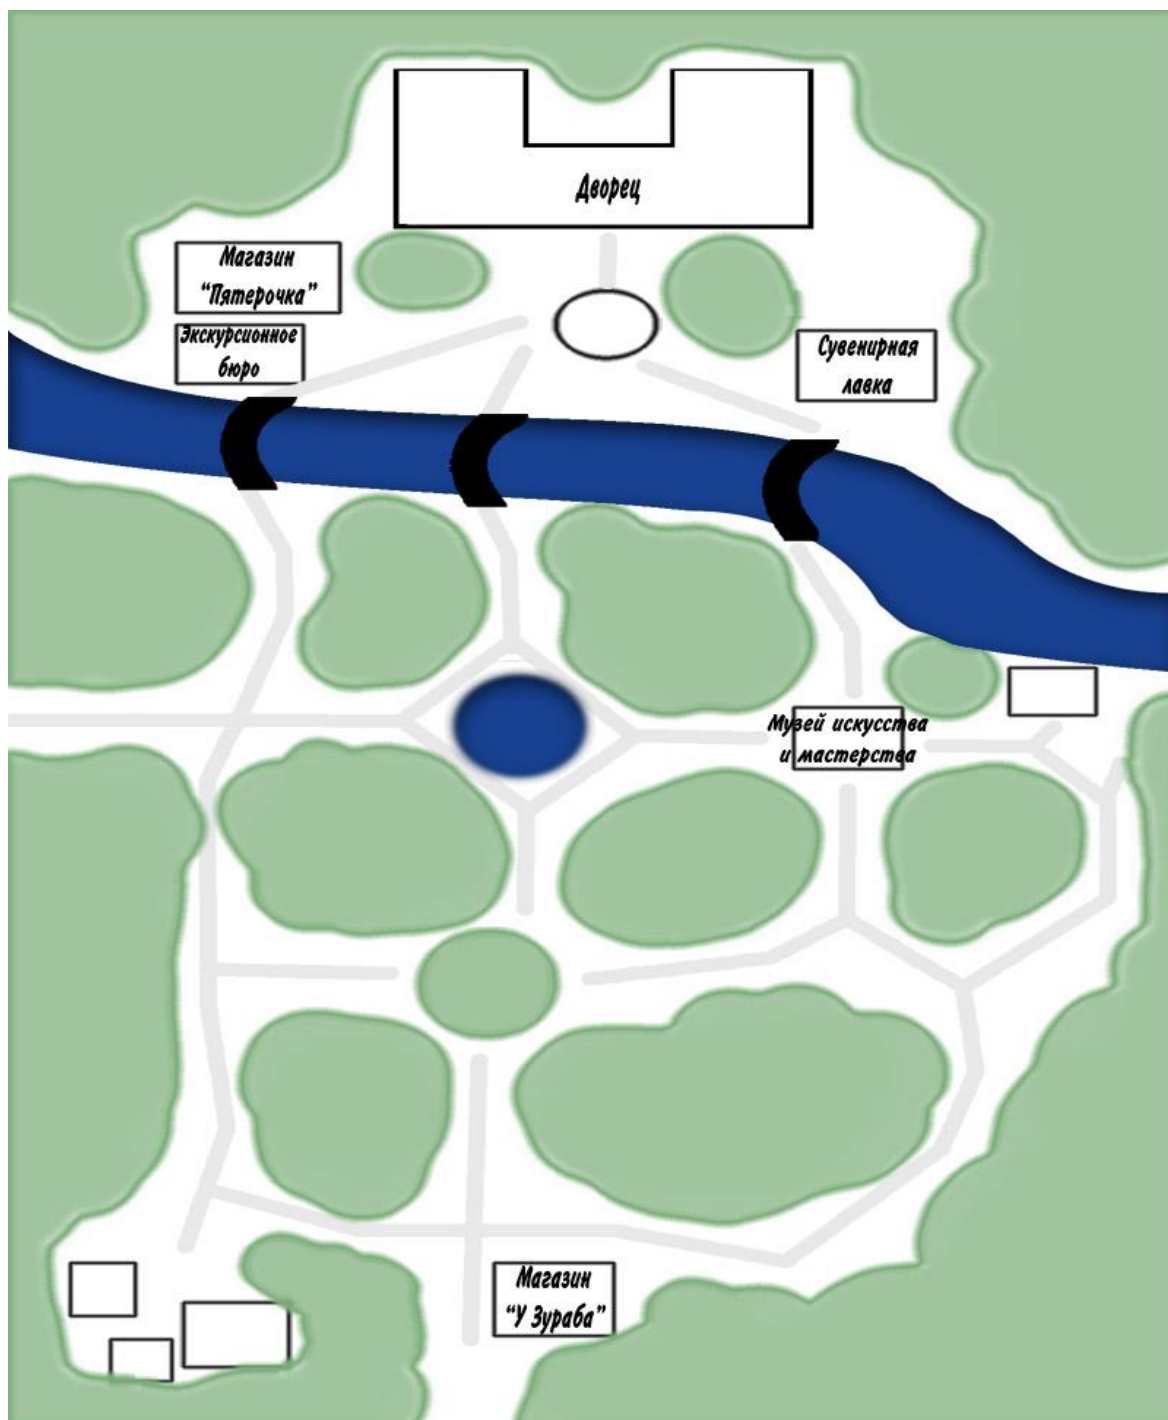 Дворец
Магазин
“Пятерочка”
Экскурсионное
бюро
Сувенирная
лавка
Музей искусства
и мастерства
Магазин
“У Зураба”